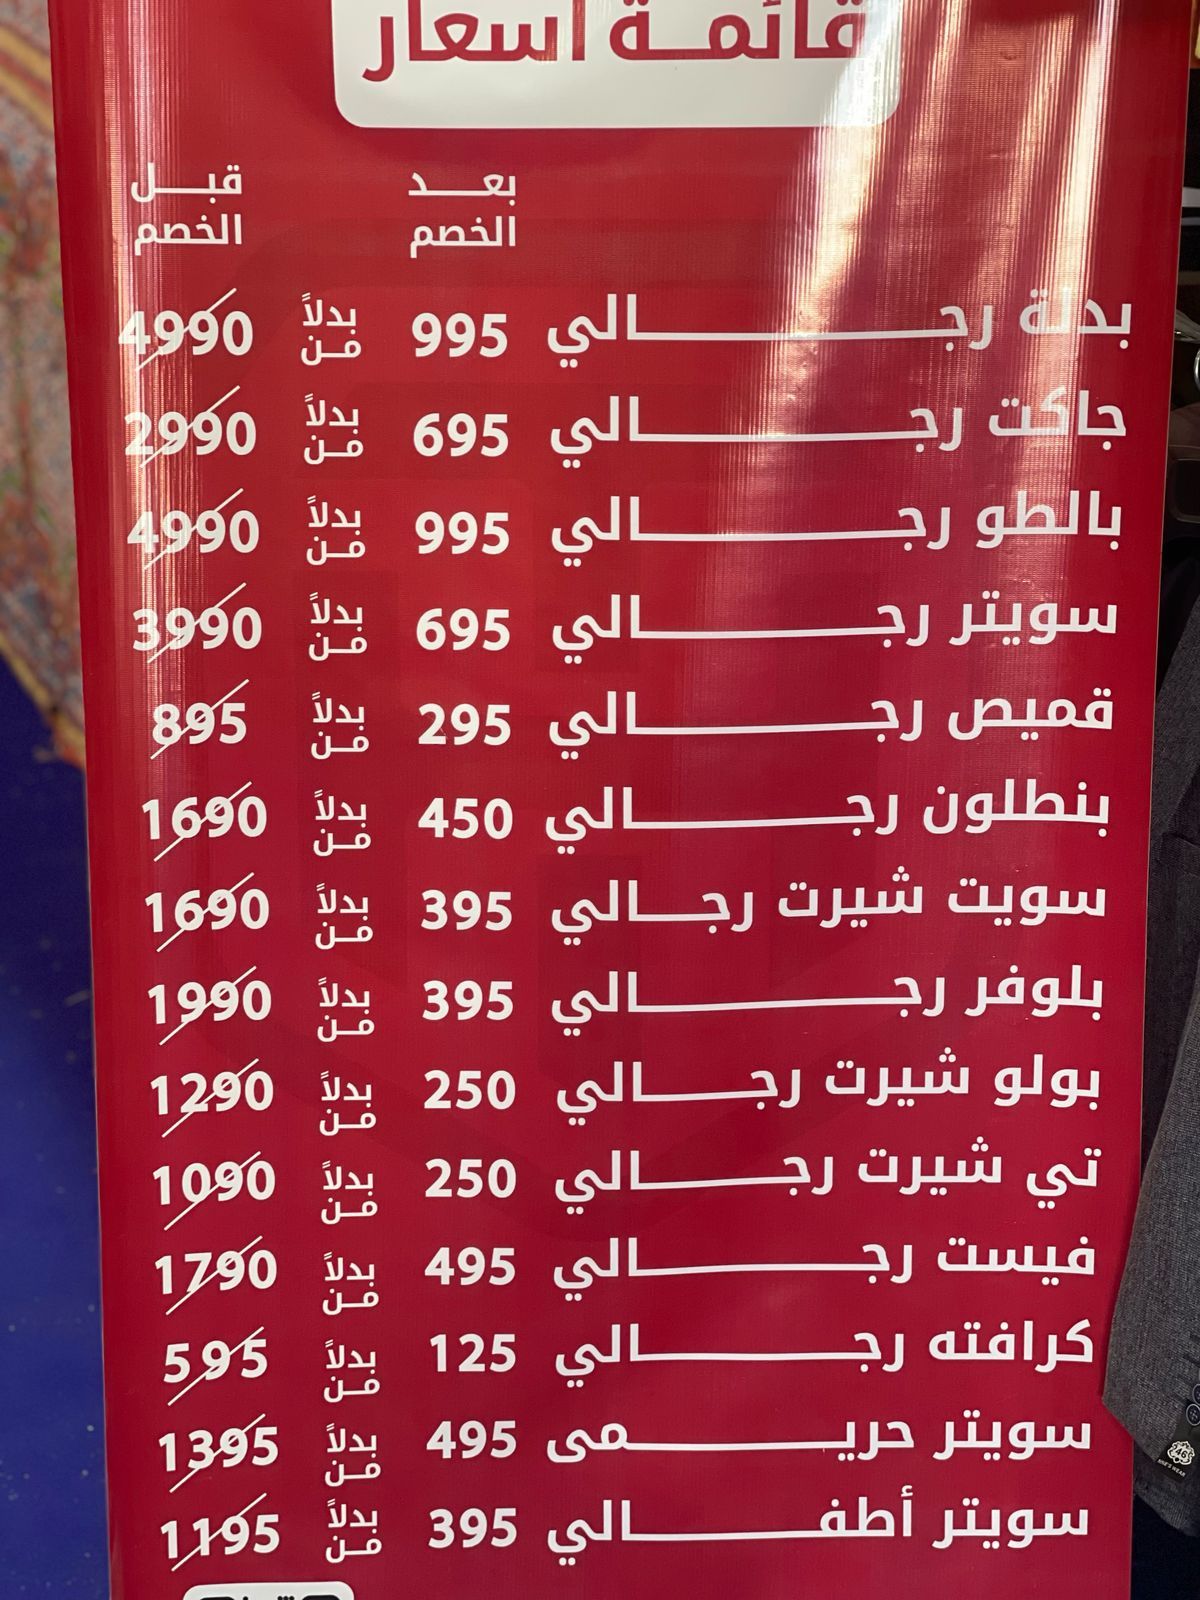 قائمة اسعار
بعد الخصم قبل الخصم
بدلة رجالي 995 بدلاً من 4990
جاكت رجالي 695 بدلاً من 2990
بالطو رجالي 995 بدلاً من 4990
سويتر رجالي 695 بدلاً من 3990
قميص رجالي 295 بدلاً من 895
بنطلون رجالي 450 بدلاً من 1690
سويت شيرت رجالي 395 بدلاً من 1690
بلوفر رجالي 395 بدلاً من 1990
بولو شيرت رجالي 250 بدلاً من 1290
تي شيرت رجالي 250 بدلاً من 1090
فيست رجالي 495 بدلاً من 1790
كرافته رجالي 125 بدلاً من 595
سويتر حريمى 495 بدلاً من 1395
سويتر أطفالي 395 بدلاً من 1195